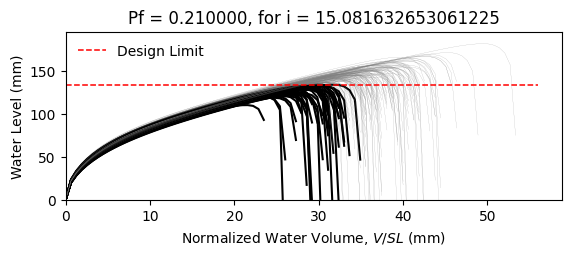 Pf = 0.210000, for i = 15.081632653061225
Design Limit
Water Level (mm)
150
100
50
0
0 10 20 30 40 50
Normalized Water Volume, V/SL (mm)